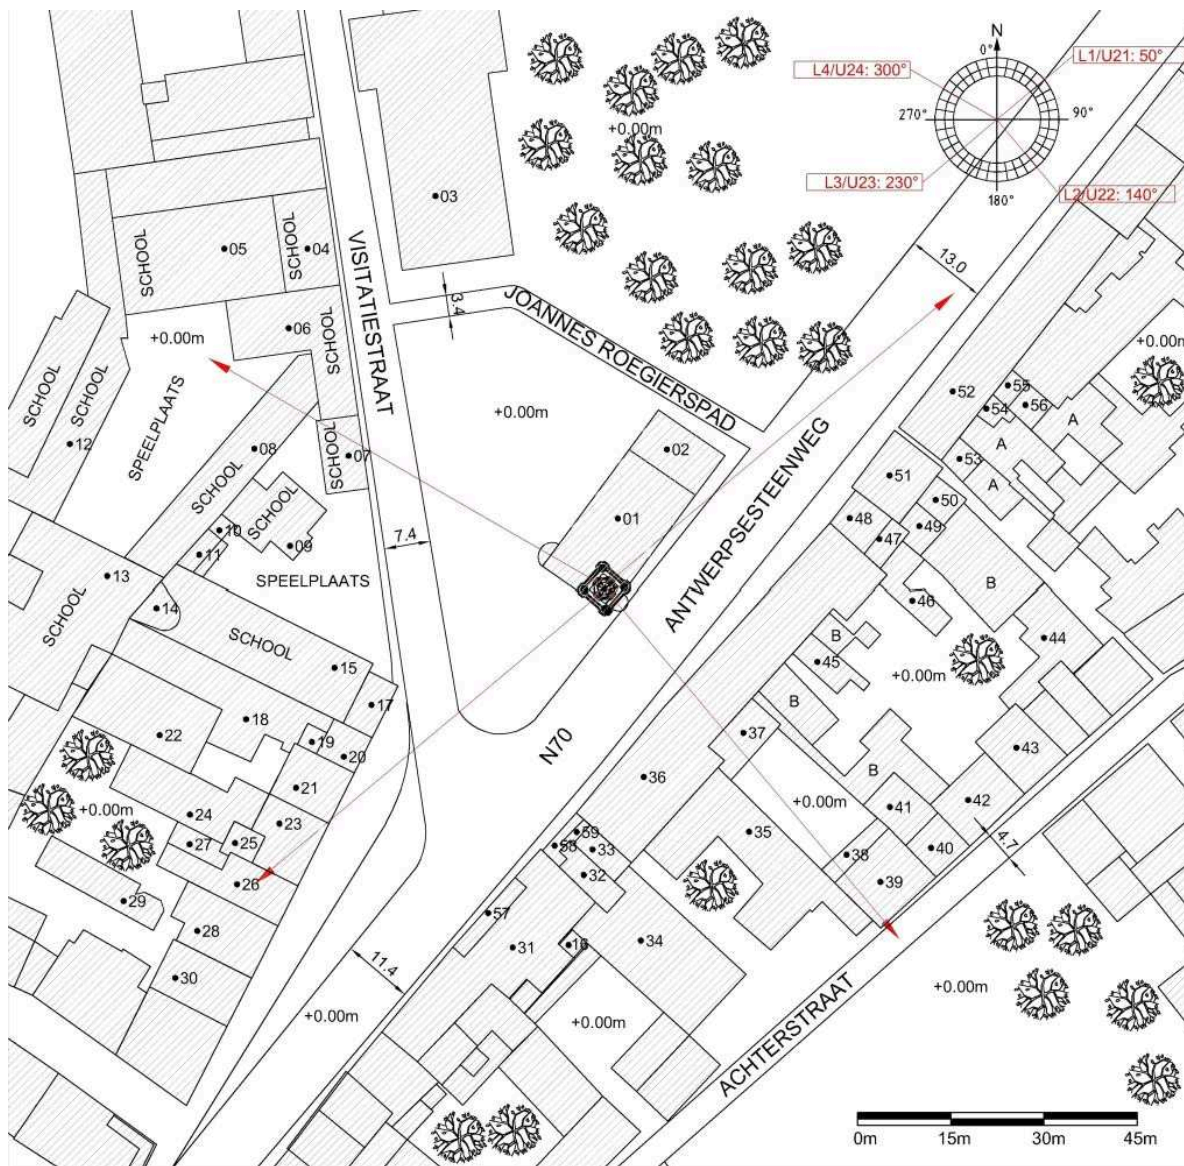 N
0°
L1/U21: 50°
L4/U24: 300°
270°
90°
+0.00m
L3/U23: 230°
L2/U22: 140°
180°
03
SCHOOL
04
05
SCHOOL
VISITATIESTRAAT
13.0
3.4
JOANNES ROEGIERSPAD
06
SCHOOL
+0.00m
+0.00m
SCHOOL
SCHOOL
12
SPEELPLAATS
+0.00m
52
55
54
56
A
A
02
08
SCHOOL
07
SCHOOL
53
A
51
50
ANTWERPSESTEENWEG
01
48
49
47
10
SCHOOL
09
11
7.4
13
SCHOOL
SPEELPLAATS
B
46
14
SCHOOL
15
B
44
45
+0.00m
17
B
18
22
19
20
37
N70
43
36
B
21
+0.00m
24
23
+0.00m
41
42
59
35
27
25
58
33
38
40
4.7
26
32
39
29
57
28
31
16
34
11.4
30
+0.00m
+0.00m
+0.00m
ACHTERSTRAAT
0m
15m
30m
45m